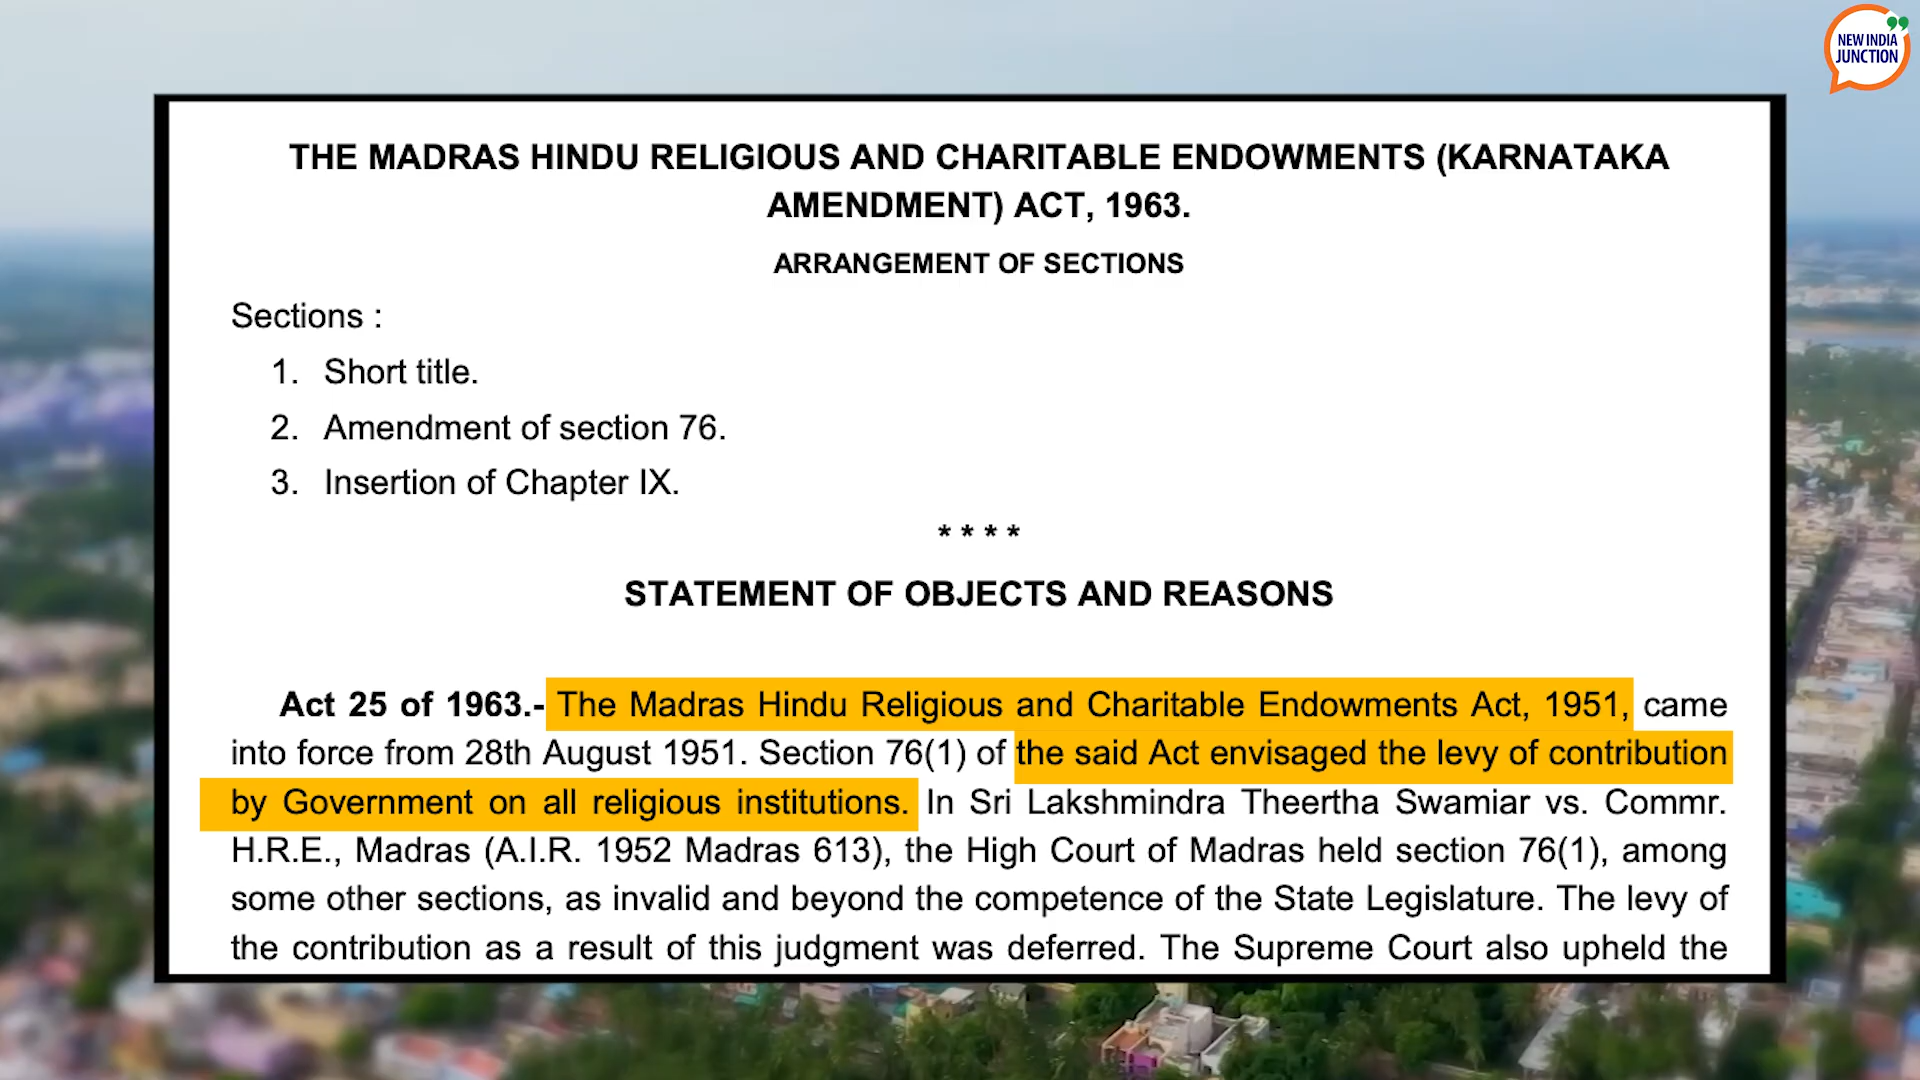 NEW INDIA
JUNCTION
THE MADRAS HINDU RELIGIOUS AND CHARITABLE ENDOWMENTS (KARNATAKA
AMENDMENT) ACT, 1963.
ARRANGEMENT OF SECTIONS
Sections :
1. Short title.
2. Amendment of section 76.
3. Insertion of Chapter IX.
* * * *
STATEMENT OF OBJECTS AND REASONS
Act 25 of 1963.- The Madras Hindu Religious and Charitable Endowments Act, 1951, came
into force from 28th August 1951. Section 76(1) of the said Act envisaged the levy of contribution
by Government on all religious institutions. In Sri Lakshmindra Theertha Swamiar vs. Commr.
H.R.E., Madras (A.I.R. 1952 Madras 613), the High Court of Madras held section 76(1), among
some other sections, as invalid and beyond the competence of the State Legislature. The levy of
the contribution as a result of this judgment was deferred. The Supreme Court also upheld the